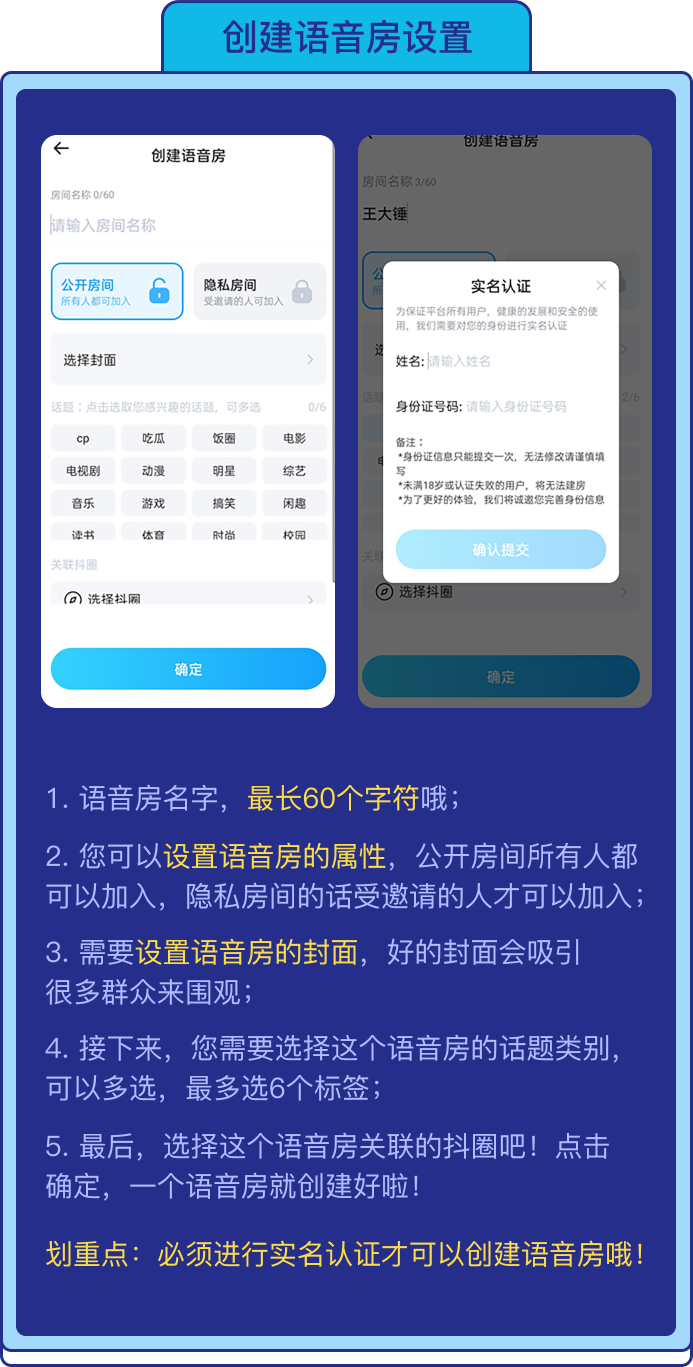 创建语音房设置
创建语音房
房间名称 0/60
请输入房间名称
公开房间
所有人都可加入
隐私房间
受邀请的人可加入
选择封面
话题：点击选取您感兴趣的话题，可多选 0/6
cp 吃瓜 饭圈 电影
电视剧 动漫 明星 综艺
音乐 游戏 搞笑 闲趣
读书 体育 时尚 校园
关联抖圈
选择抖圈
确定
创建语音房
房间名称 3/60
王大锤
公
所
实名认证
为保证平台所有用户，健康的发展和安全的使
用，我们需要对您的身份进行实名认证
姓名: 请输入姓名
身份证号码: 请输入身份证号码
备注：
*身份证信息只能提交一次，无法修改请谨慎填
写
*未满18岁或认证失败的用户，将无法建房
*为了更好的体验，我们将诚邀您完善身份信息
确认提交
选
话题
2/6
电
关联
选择抖圈
确定
1. 语音房名字，最长60个字符哦；
2. 您可以设置语音房的属性，公开房间所有人都
可以加入，隐私房间的话受邀请的人才可以加入；
3. 需要设置语音房的封面，好的封面会吸引
很多群众来围观；
4. 接下来，您需要选择这个语音房的话题类别，
可以多选，最多选6个标签；
5. 最后，选择这个语音房关联的抖圈吧！点击
确定，一个语音房就创建好啦！
划重点：必须进行实名认证才可以创建语音房哦！